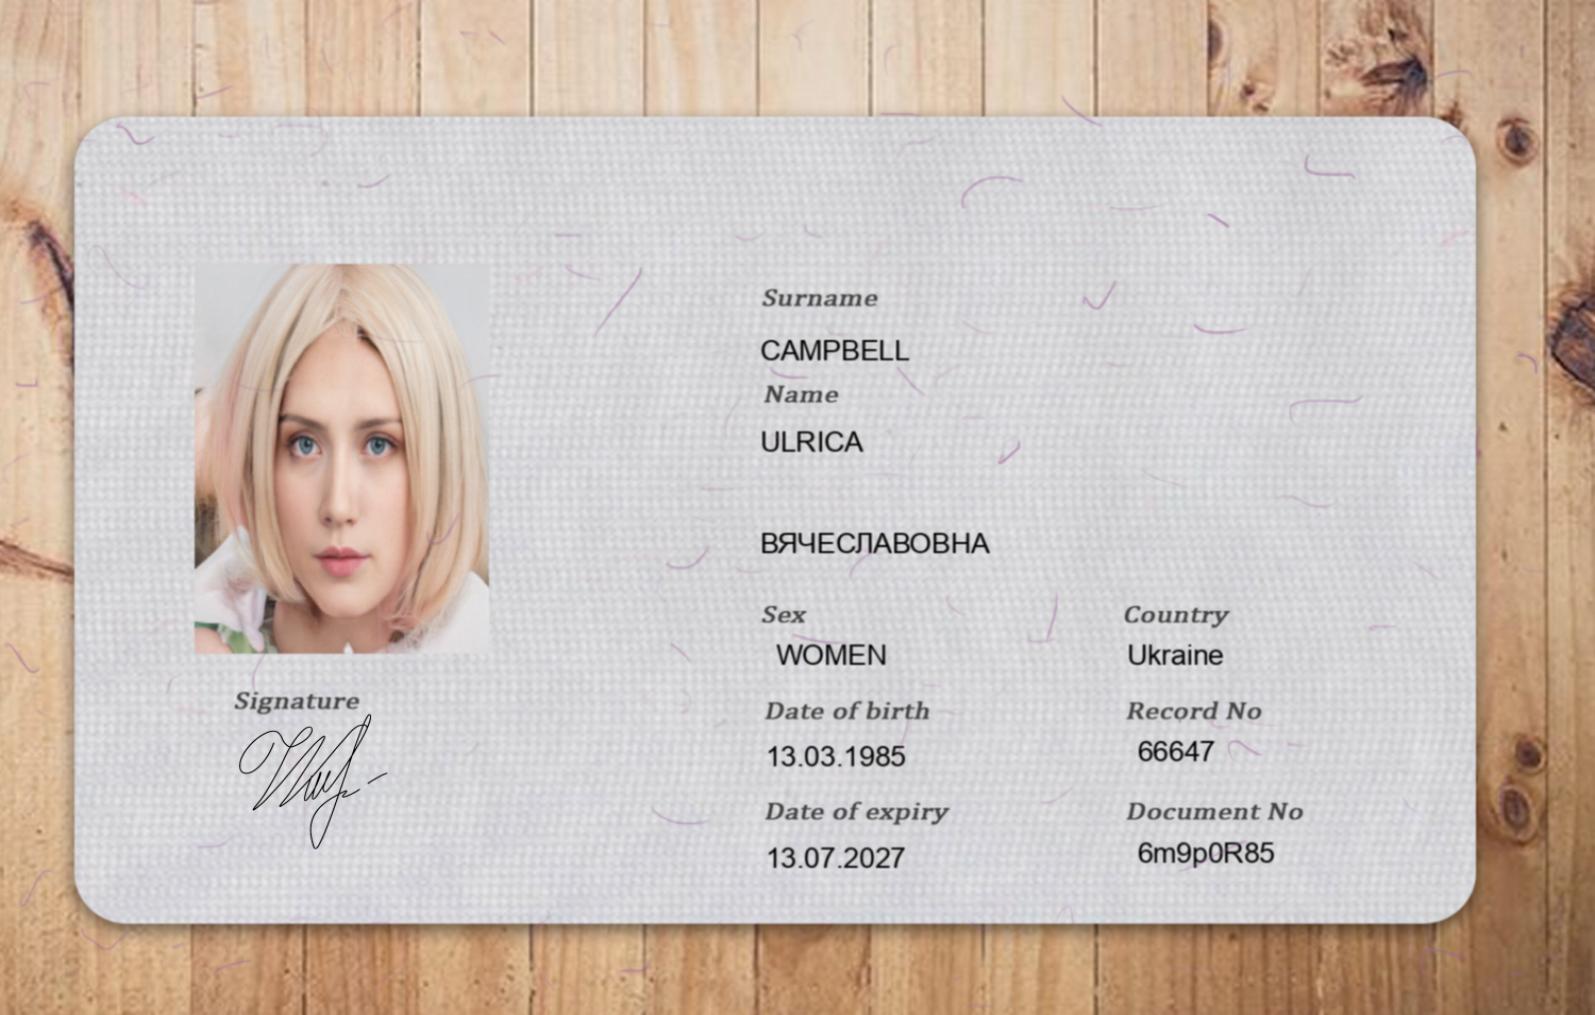 Surname
CAMPBELL
Name
ULRICA
ВЯЧЕСЛАВОВНА
Sex
WOMEN
Country
Ukraine
Date of birth
13.03.1985
Record No
66647
Date of expiry
13.07.2027
Document No
6m9p0R85
Signature